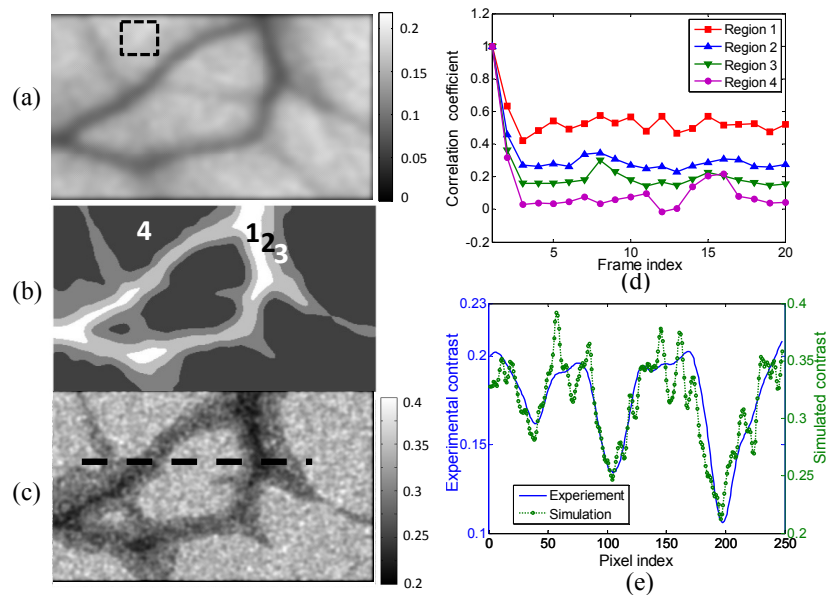 (a)
0.2
0.15
0.1
0.05
0
(b)
4
1
2
3
(c)
0.4
0.35
0.3
0.25
0.2
Correlation coefficient
1.2
1
0.8
0.6
0.4
0.2
0
-0.2
5
10
15
20
Frame index
Region 1
Region 2
Region 3
Region 4
(d)
Experimental contrast
0.23
0.2
0.15
0.1
Simulated contrast
0.4
0.35
0.3
0.25
0.2
Experiement
Simulation
0
50
100
150
200
250
Pixel index
(e)